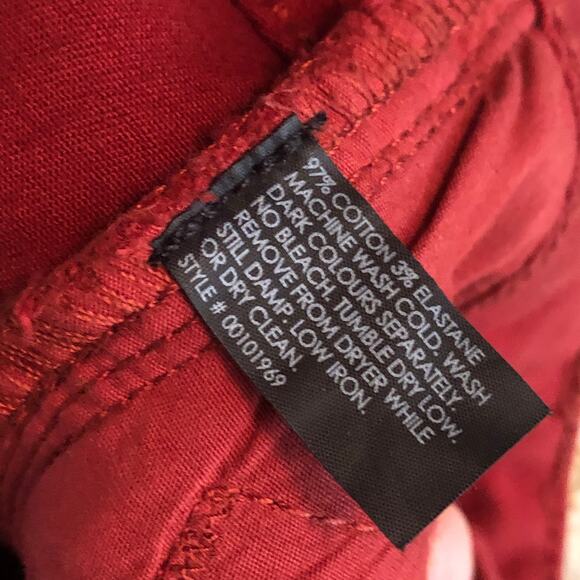 97% COTTON 3% ELASTANE
MACHINE WASH COLD. WASH
DARK COLOURS SEPARATELY.
NO BLEACH. TUMBLE DRY LOW.
REMOVE FROM DRYER WHILE
STILL DAMP. LOW IRON.
OR DRY CLEAN.
STYLE # 00101969